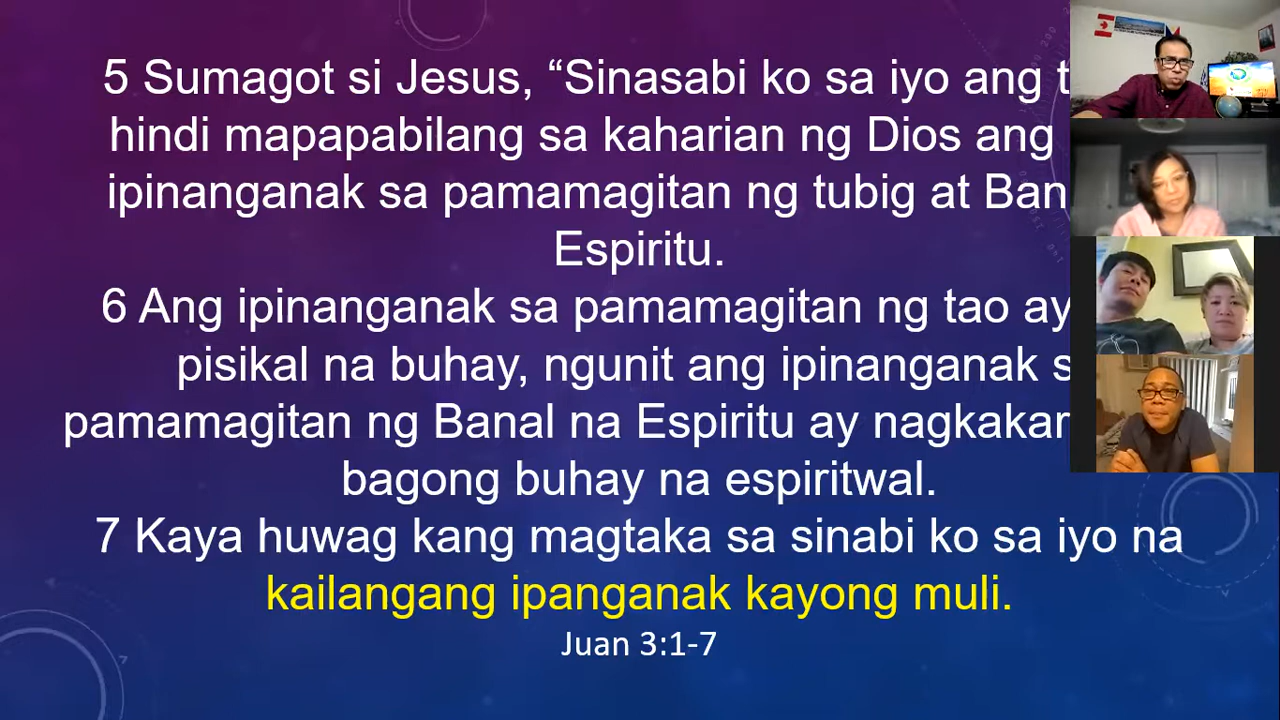 5 Sumagot si Jesus, “Sinasabi ko sa iyo ang
hindi mapapabilang sa kaharian ng Dios ang
ipinanganak sa pamamagitan ng tubig at
Espiritu.
6 Ang ipinanganak sa pamamagitan ng tao ay
pisikal na buhay, ngunit ang ipinanganak
pamamagitan ng Banal na Espiritu ay
bagong buhay na espiritwal.
7 Kaya huwag kang magtaka sa sinabi ko sa iyo na
kailangang ipanganak kayong muli.
Juan 3:1-7